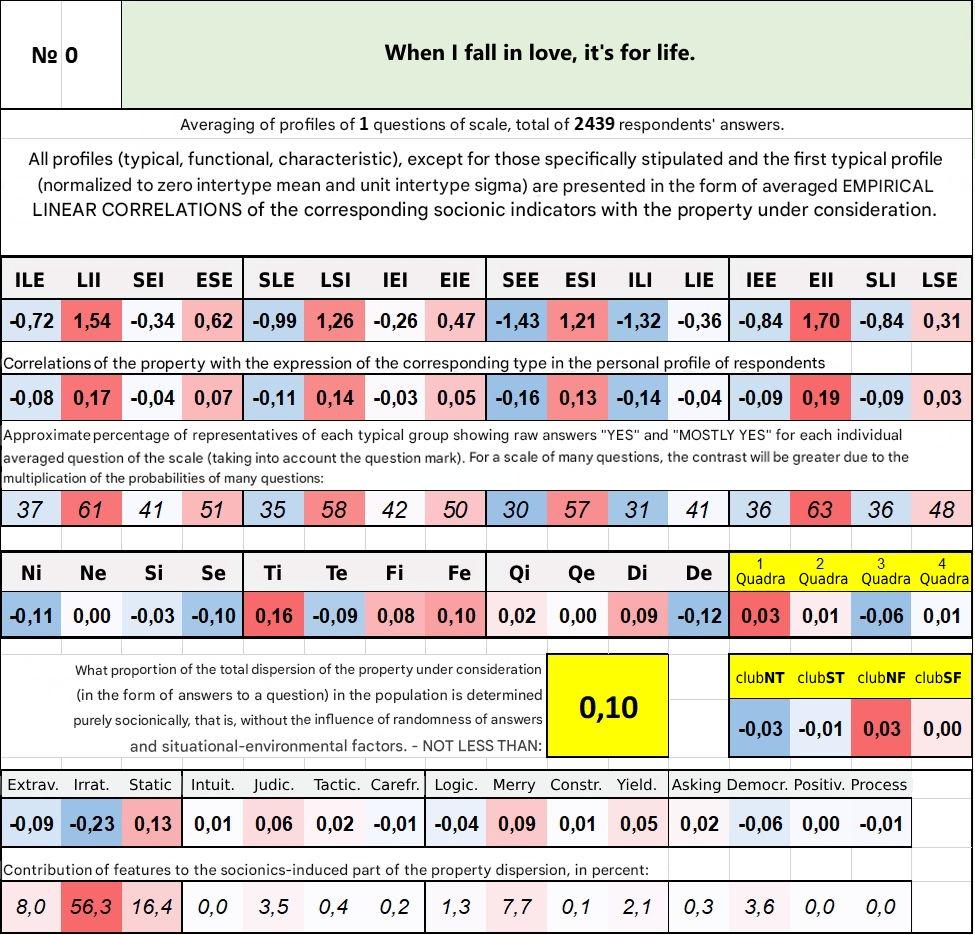 № 0
When I fall in love, it's for life.
Averaging of profiles of 1 questions of scale, total of 2439 respondents' answers.
All profiles (typical, functional, characteristic), except for those specifically stipulated and the first typical profile
(normalized to zero intertype mean and unit intertype sigma) are presented in the form of averaged EMPIRICAL
LINEAR CORRELATIONS of the corresponding socionic indicators with the property under consideration.
ILE LII SEI ESE SLE LSI IEI EIE SEE ESI ILI LIE IEE EII SLI LSE
-0,72 1,54 -0,34 0,62 -0,99 1,26 -0,26 0,47 -1,43 1,21 -1,32 -0,36 -0,84 1,70 -0,84 0,31
Correlations of the property with the expression of the corresponding type in the personal profile of respondents
-0,08 0,17 -0,04 0,07 -0,11 0,14 -0,03 0,05 -0,16 0,13 -0,14 -0,04 -0,09 0,19 -0,09 0,03
Approximate percentage of representatives of each typical group showing raw answers "YES" and "MOSTLY YES" for each individual
averaged question of the scale (taking into account the question mark). For a scale of many questions, the contrast will be greater due to the
multiplication of the probabilities of many questions:
37 61 41 51 35 58 42 50 30 57 31 41 36 63 36 48
Ni Ne Si Se Ti Te Fi Fe Qi Qe Di De 1 Quadra 2 Quadra 3 Quadra 4 Quadra
-0,11 0,00 -0,03 -0,10 0,16 -0,09 0,08 0,10 0,02 0,00 0,09 -0,12 0,03 0,01 -0,06 0,01
What proportion of the total dispersion of the property under consideration
(in the form of answers to a question) in the population is determined
purely socionically, that is, without the influence of randomness of answers
and situational-environmental factors. - NOT LESS THAN:
0,10
clubNT clubST clubNF clubSF
-0,03 -0,01 0,03 0,00
Extrav. Irrat. Static Intuit. Judic. Tactic. Carefr. Logic. Merry Constr. Yield. Asking Democr. Positiv. Process
-0,09 -0,23 0,13 0,01 0,06 0,02 -0,01 -0,04 0,09 0,01 0,05 0,02 -0,06 0,00 -0,01
Contribution of features to the socionics-induced part of the property dispersion, in percent:
8,0 56,3 16,4 0,0 3,5 0,4 0,2 1,3 7,7 0,1 2,1 0,3 3,6 0,0 0,0